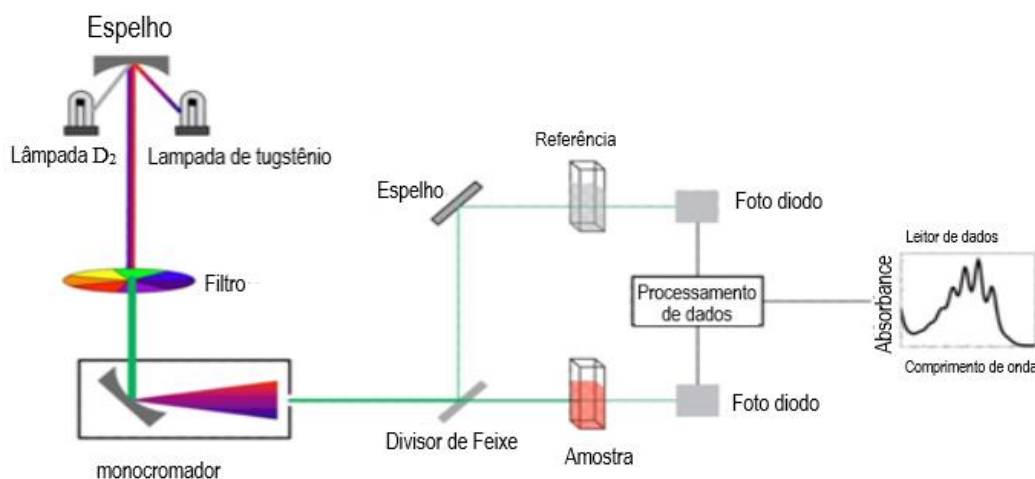 Espelho
Lâmpada D₂
Lampada de tugstênio
Filtro
monocromador
Espelho
Divisor de Feixe
Referência
Amostra
Foto diodo
Processamento
de dados
Foto diodo
Leitor de dados
Absorbance
Comprimento de onda